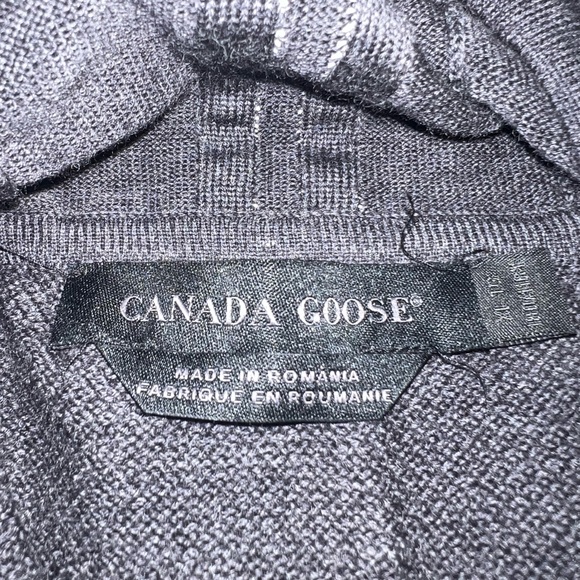 CANADA GOOSE®
MADE IN ROMANIA
FABRIQUE EN ROUMANIE